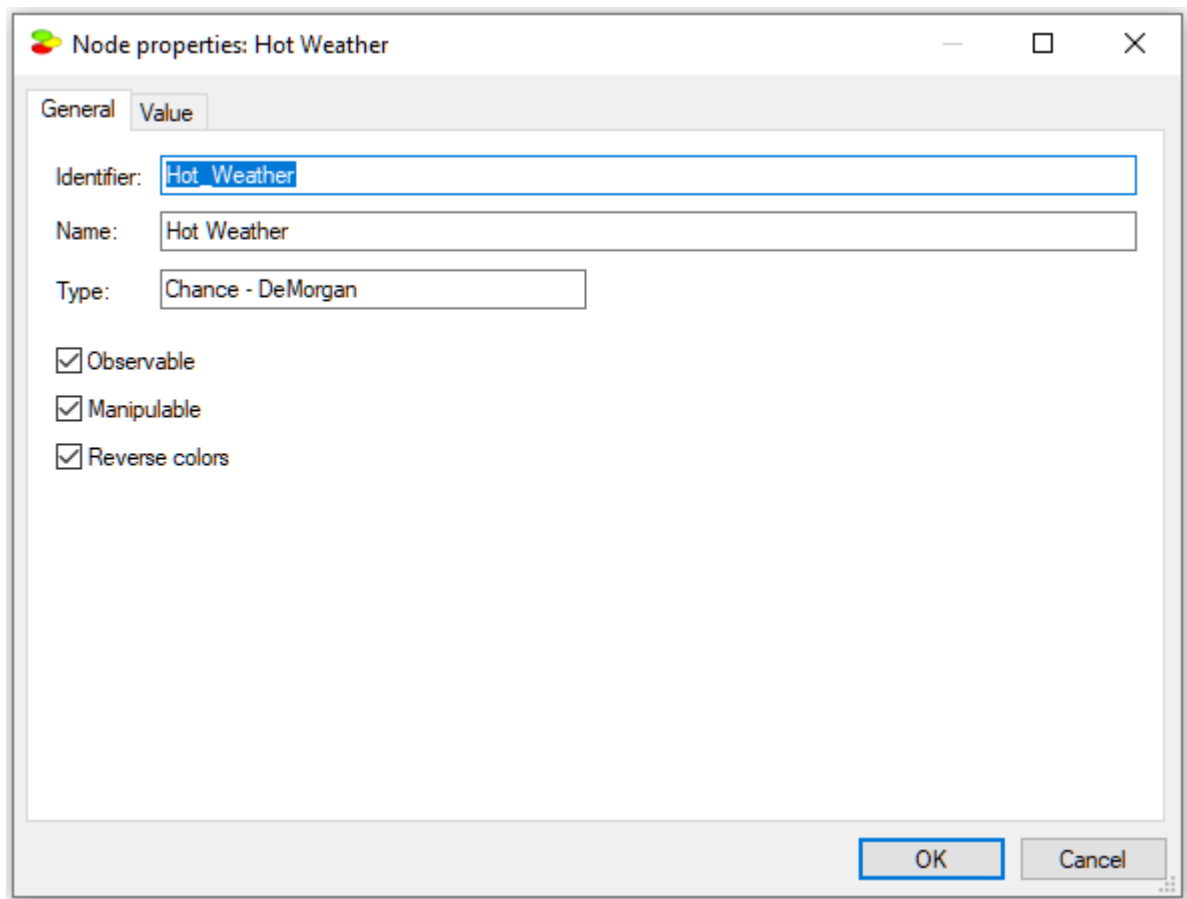 Node properties: Hot Weather
General Value
Identifier: Hot_Weather
Name: Hot Weather
Type: Chance - DeMorgan
Observable
Manipulable
Reverse colors
OK Cancel